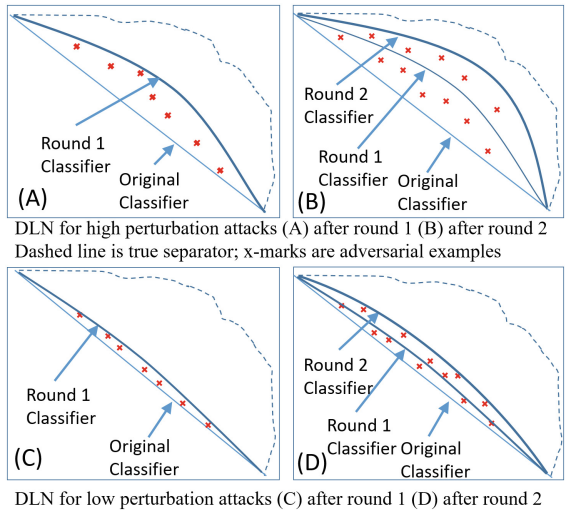 Round 1
Classifier
Original
Classifier
(A)
Round 2
Classifier
Round 1
Classifier
Original
Classifier
(B)
DLN for high perturbation attacks (A) after round 1 (B) after round 2
Dashed line is true separator; x-marks are adversarial examples
Round 1
Classifier
Original
Classifier
(C)
Round 2
Classifier
Round 1
Classifier
Original
Classifier
(D)
DLN for low perturbation attacks (C) after round 1 (D) after round 2